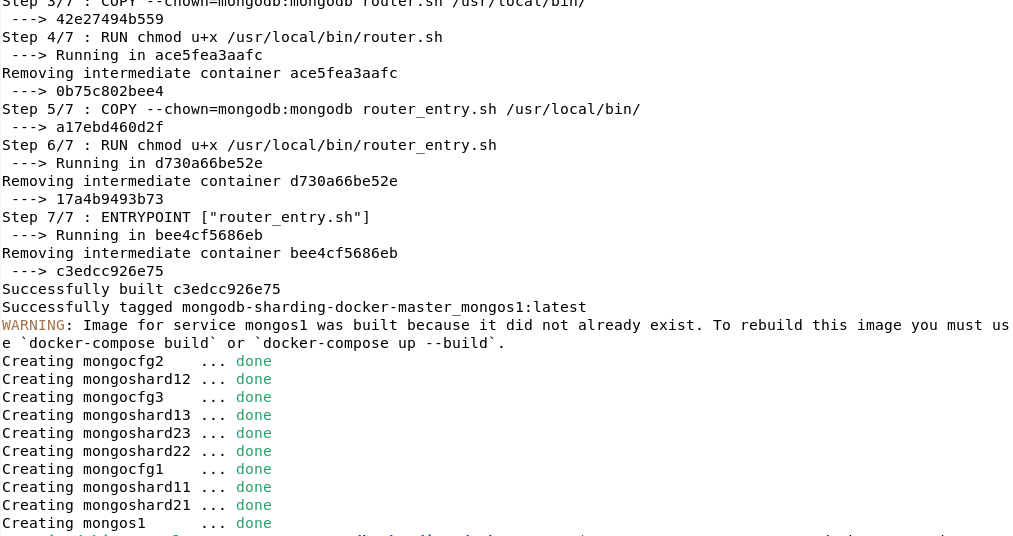 Step 3/7 : COPY --chown=mongodb:mongodb router.sh /usr/local/bin/
 ---> 42e27494b559
Step 4/7 : RUN chmod u+x /usr/local/bin/router.sh
 ---> Running in ace5fea3aafc
Removing intermediate container ace5fea3aafc
 ---> 0b75c802bee4
Step 5/7 : COPY --chown=mongodb:mongodb router_entry.sh /usr/local/bin/
 ---> a17ebd460d2f
Step 6/7 : RUN chmod u+x /usr/local/bin/router_entry.sh
 ---> Running in d730a66be52e
Removing intermediate container d730a66be52e
 ---> 17a4b9493b73
Step 7/7 : ENTRYPOINT ["router_entry.sh"]
 ---> Running in bee4cf5686eb
Removing intermediate container bee4cf5686eb
 ---> c3edcc926e75
Successfully built c3edcc926e75
Successfully tagged mongodb-sharding-docker-master_mongos1:latest
WARNING: Image for service mongos1 was built because it did not already exist. To rebuild this image you must us
e `docker-compose build` or `docker-compose up --build`.
Creating mongocfg2    ... done
Creating mongoshard12 ... done
Creating mongocfg3    ... done
Creating mongoshard13 ... done
Creating mongoshard23 ... done
Creating mongoshard22 ... done
Creating mongocfg1    ... done
Creating mongoshard11 ... done
Creating mongoshard21 ... done
Creating mongos1      ... done